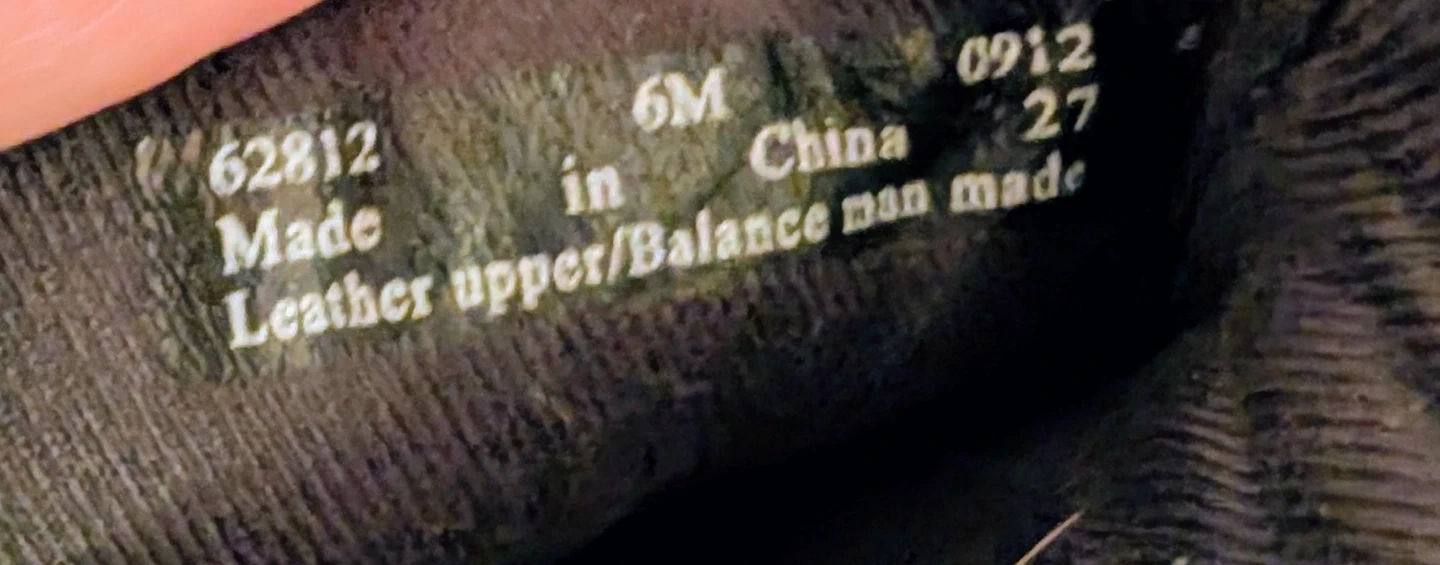 62812 6M 0912
Made in China 27
Leather upper/Balance man made